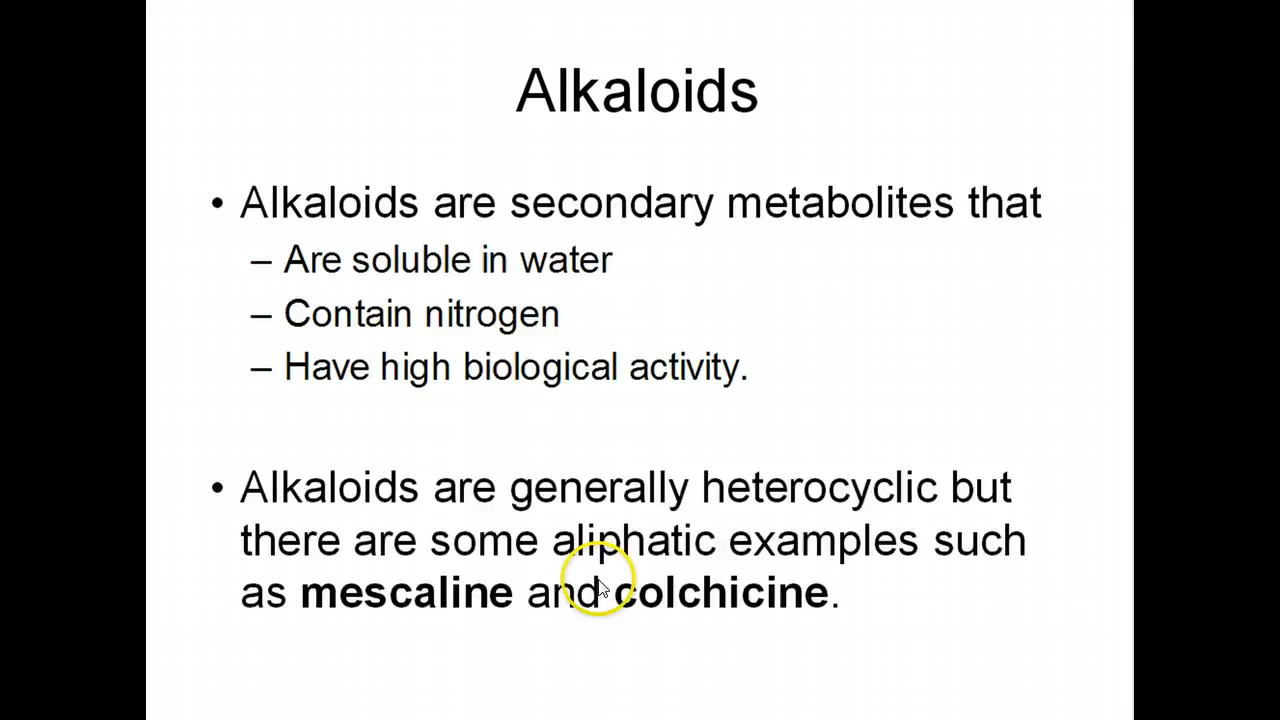 Alkaloids
• Alkaloids are secondary metabolites that
– Are soluble in water
– Contain nitrogen
– Have high biological activity.
• Alkaloids are generally heterocyclic but
there are some aliphatic examples such
as mescaline and colchicine.